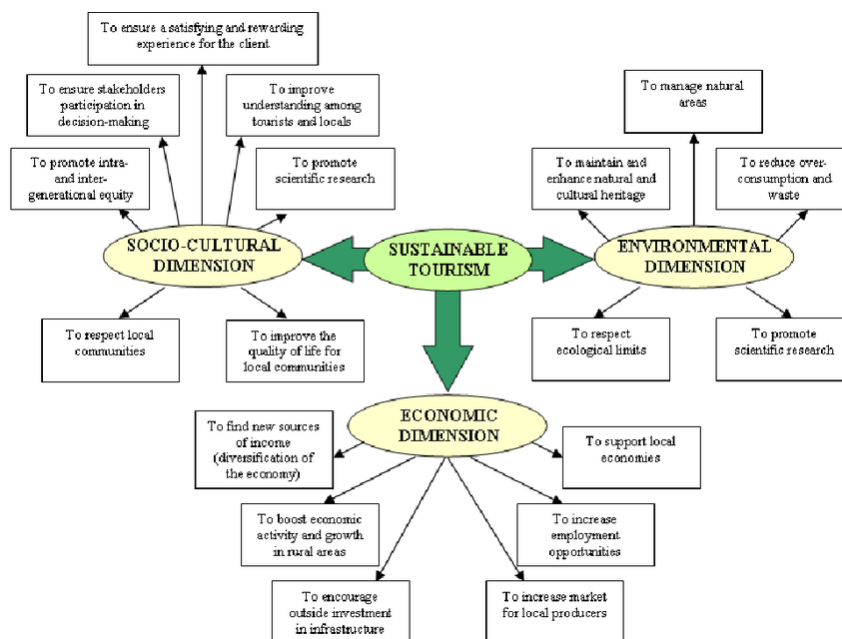 To ensure a satisfying and rewarding
experience for the client
To ensure stakeholders
participation in
decision-making
To improve
understanding among
tourists and locals
To promote intra-
and inter-
generational equity
To promote
scientific research
SOCIO-CULTURAL
DIMENSION
To respect local
communities
To improve the
quality of life for
local communities
SUSTAINABLE
TOURISM
To manage natural
areas
To maintain and
enhance natural and
cultural heritage
To reduce over-
consumption and
waste
ENVIRONMENTAL
DIMENSION
To respect
ecological limits
To promote
scientific research
ECONOMIC
DIMENSION
To find new sources
of income
(diversification of
the economy)
To support local
economies
To boost economic
activity and growth
in rural areas
To increase
employment
opportunities
To encourage
outside investment
in infrastructure
To increase market
for local producers